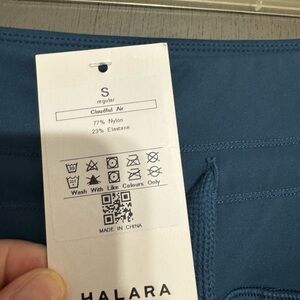 S
regular
Cloudful Air
77% Nylon
23% Elastane
Wash With Like Colours Only
MADE IN CHINA
HALARA